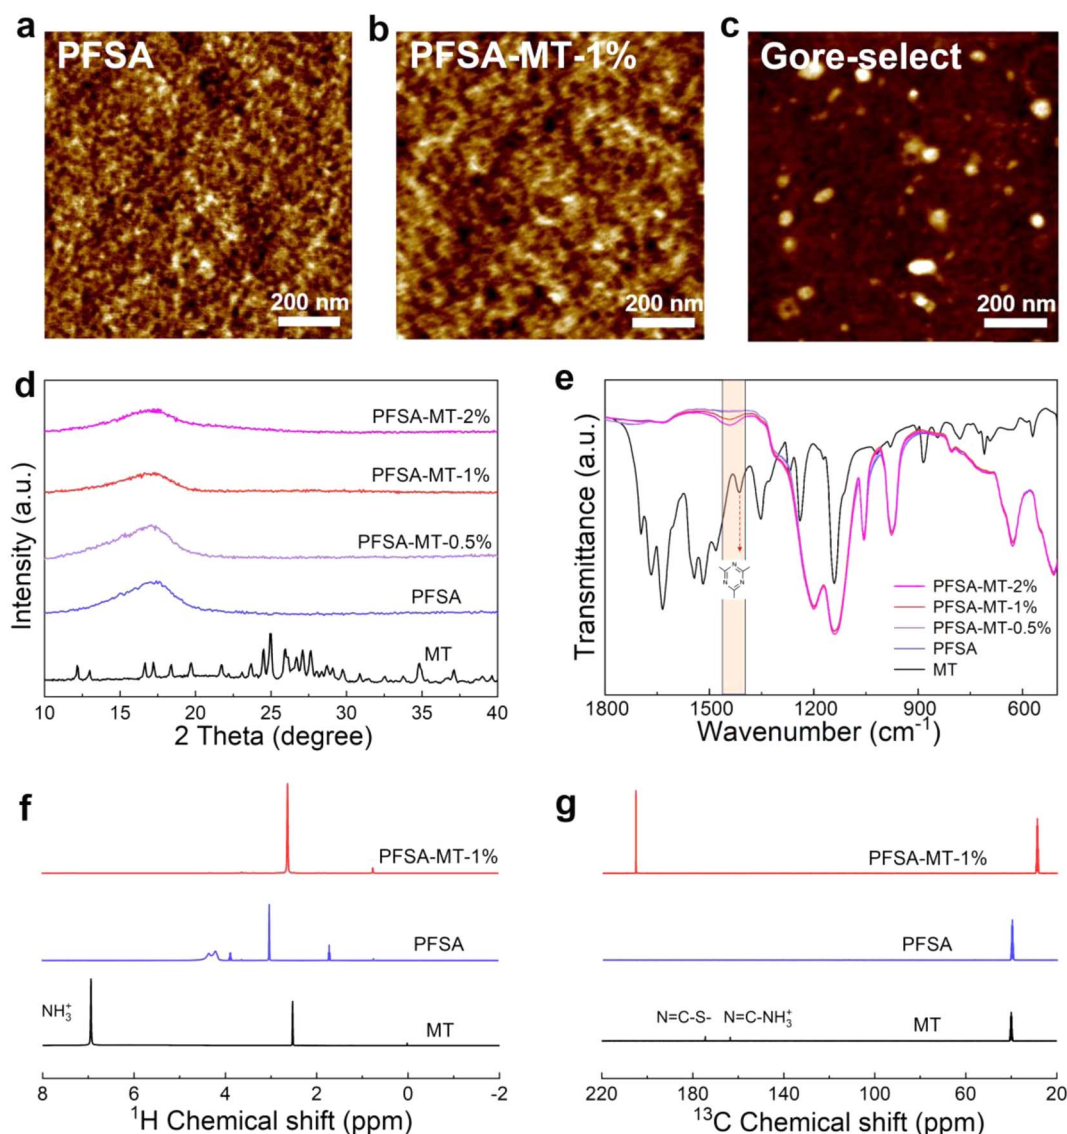 a
PFSA
200 nm
b
PFSA-MT-1%
200 nm
c
Gore-select
200 nm
d
PFSA-MT-2%
PFSA-MT-1%
PFSA-MT-0.5%
PFSA
MT
Intensity (a.u.)
10 15 20 25 30 35 40
2 Theta (degree)
e
N
N
N
PFSA-MT-2%
PFSA-MT-1%
PFSA-MT-0.5%
PFSA
MT
Transmittance (a.u.)
1800 1500 1200 900 600
Wavenumber (cm⁻¹)
f
PFSA-MT-1%
PFSA
NH₃⁺
MT
8 6 4 2 0 -2
¹H Chemical shift (ppm)
g
PFSA-MT-1%
PFSA
N=C-S- N=C-NH₃⁺
MT
220 180 140 100 60 20
¹³C Chemical shift (ppm)